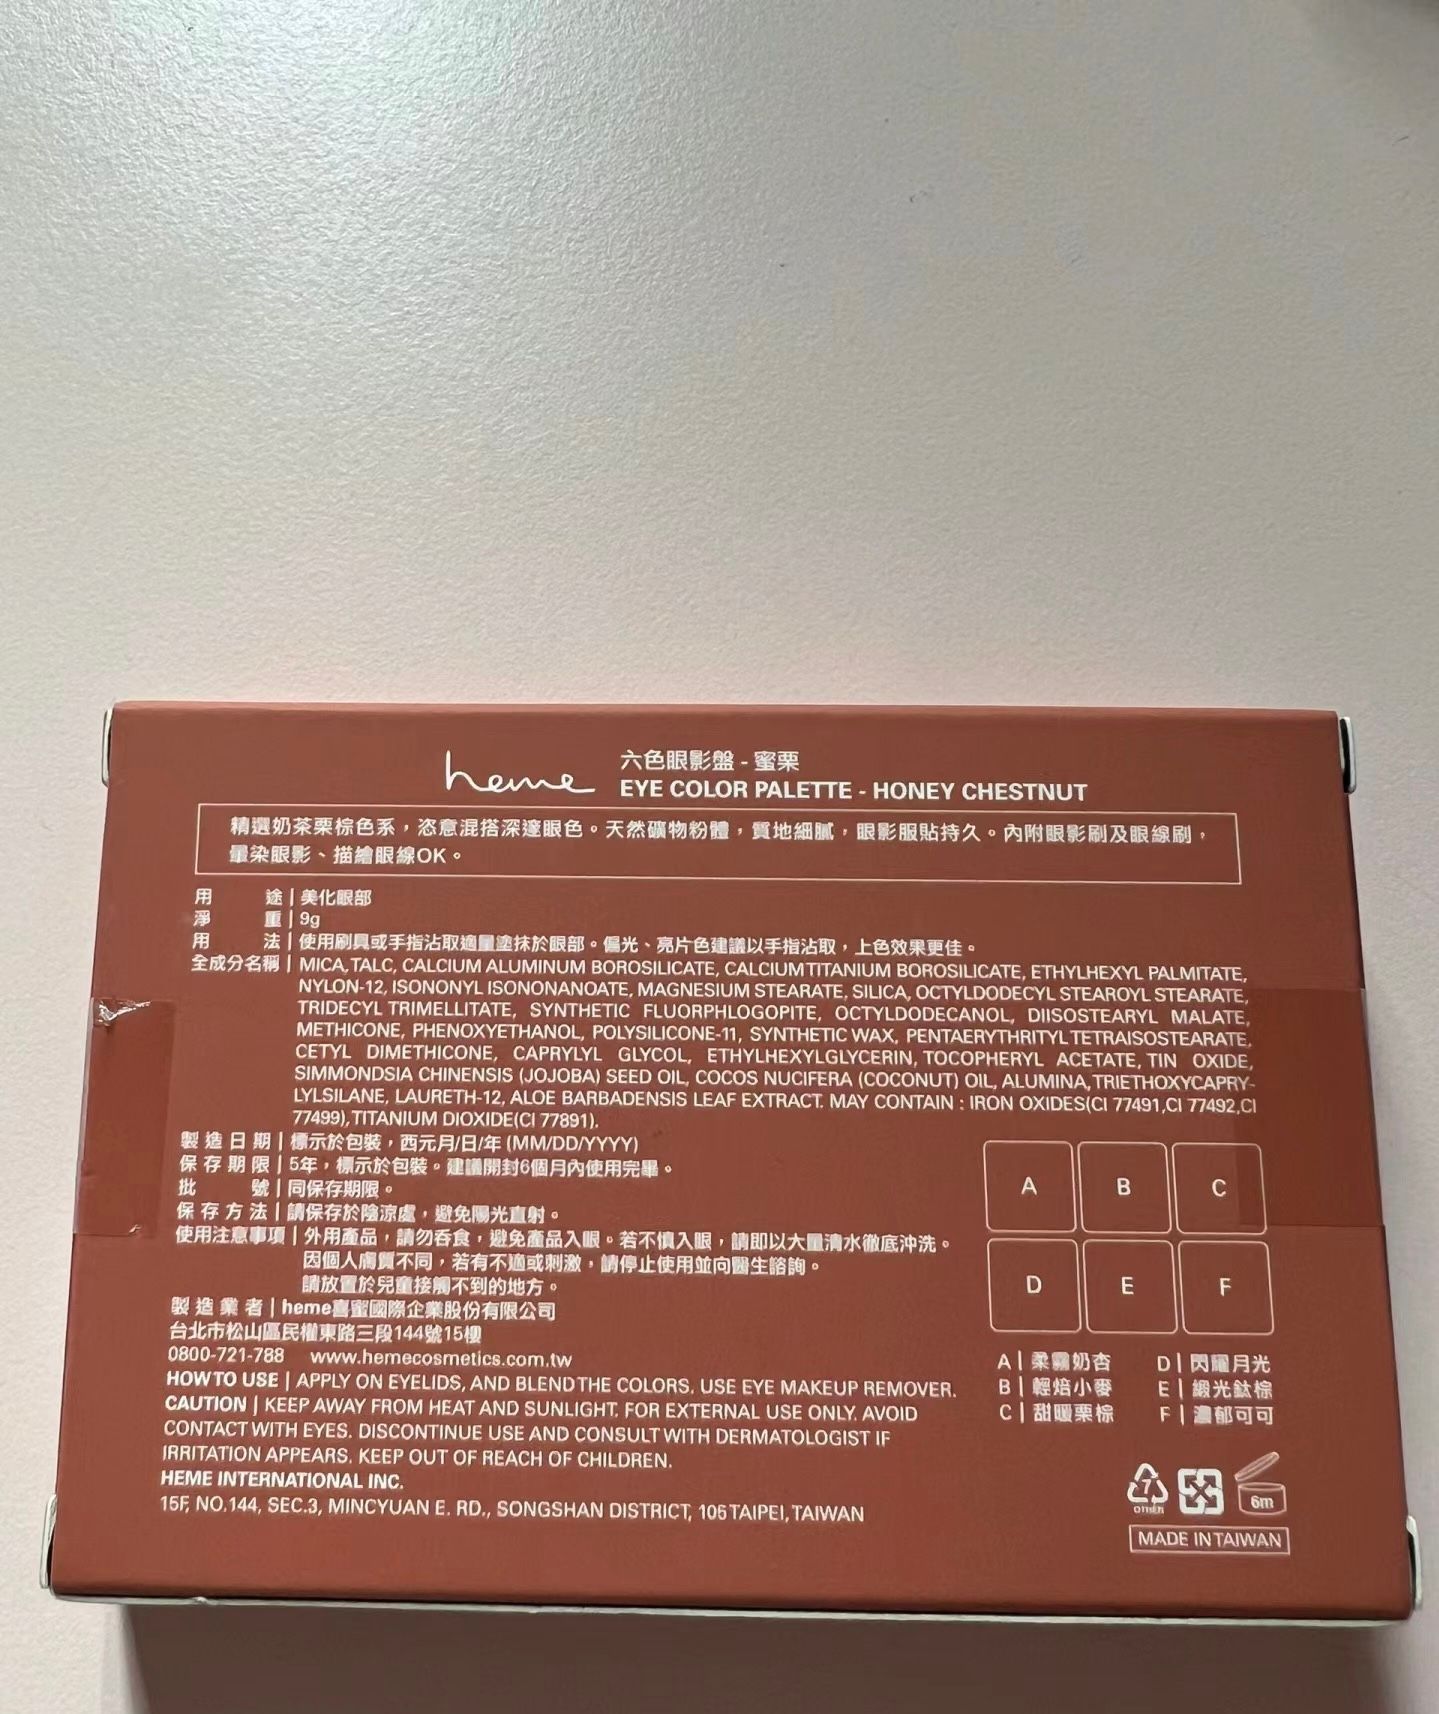 heme 六色眼影盤 - 蜜栗
EYE COLOR PALETTE - HONEY CHESTNUT
精選奶茶栗棕色系，恣意混搭深邃眼色。天然礦物粉體，質地細膩，眼影服貼持久。內附眼影刷及眼線刷，
暈染眼影、描繪眼線OK。
用 途 | 美化眼部
淨 重 | 9g
用 法 | 使用刷具或手指沾取適量塗抹於眼部。偏光、亮片色建議以手指沾取，上色效果更佳。
全成分名稱 | MICA, TALC, CALCIUM ALUMINUM BOROSILICATE, CALCIUM TITANIUM BOROSILICATE, ETHYLHEXYL PALMITATE,
NYLON-12, ISONONYL ISONONANOATE, MAGNESIUM STEARATE, SILICA, OCTYLDODECYL STEAROYL STEARATE,
TRIDECYL TRIMELLITATE, SYNTHETIC FLUORPHLOGOPITE, OCTYLDODECANOL, DIISOSTEARYL MALATE,
METHICONE, PHENOXYETHANOL, POLYSILICONE-11, SYNTHETIC WAX, PENTAERYTHRITYL TETRAISOSTEARATE,
CETYL DIMETHICONE, CAPRYLYL GLYCOL, ETHYLHEXYLGLYCERIN, TOCOPHERYL ACETATE, TIN OXIDE,
SIMMONDSIA CHINENSIS (JOJOBA) SEED OIL, COCOS NUCIFERA (COCONUT) OIL, ALUMINA, TRIETHOXYCAPRY-
LYLSILANE, LAURETH-12, ALOE BARBADENSIS LEAF EXTRACT. MAY CONTAIN : IRON OXIDES(CI 77491,CI 77492,CI
77499), TITANIUM DIOXIDE(CI 77891).
製造日期 | 標示於包裝，西元月/日/年 (MM/DD/YYYY)
保存期限 | 5年，標示於包裝。建議開封6個月內使用完畢。
批 號 | 同保存期限。
保存方法 | 請保存於陰涼處，避免陽光直射。
使用注意事項 | 外用產品，請勿吞食，避免產品入眼。若不慎入眼，請即以大量清水徹底沖洗。
因個人膚質不同，若有不適或刺激，請停止使用並向醫生諮詢。
請放置於兒童接觸不到的地方。
製造業者 | heme喜蜜國際企業股份有限公司
台北市松山區民權東路三段144號15樓
0800-721-788 www.hemecosmetics.com.tw
HOW TO USE | APPLY ON EYELIDS, AND BLEND THE COLORS. USE EYE MAKEUP REMOVER.
CAUTION | KEEP AWAY FROM HEAT AND SUNLIGHT. FOR EXTERNAL USE ONLY. AVOID
CONTACT WITH EYES. DISCONTINUE USE AND CONSULT WITH DERMATOLOGIST IF
IRRITATION APPEARS. KEEP OUT OF REACH OF CHILDREN.
HEME INTERNATIONAL INC.
15F, NO.144, SEC.3, MINCYUAN E. RD., SONGSHAN DISTRICT, 105 TAIPEI, TAIWAN
A B C
D E F
A | 柔霧奶杏 D | 閃耀月光
B | 輕焙小麥 E | 緞光鈦棕
C | 甜暖栗棕 F | 濃郁可可
7
OTHER
6m
MADE IN TAIWAN